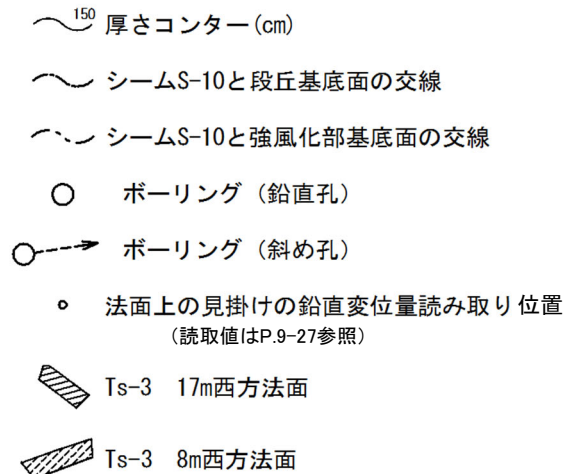 150 厚さコンター(cm)
シームS-10と段丘基底面の交線
シームS-10と強風化部基底面の交線
ボーリング（鉛直孔）
ボーリング（斜め孔）
法面上の見掛けの鉛直変位量読み取り位置
（読取値はP.9-27参照）
Ts-3　17m西方法面
Ts-3　8m西方法面